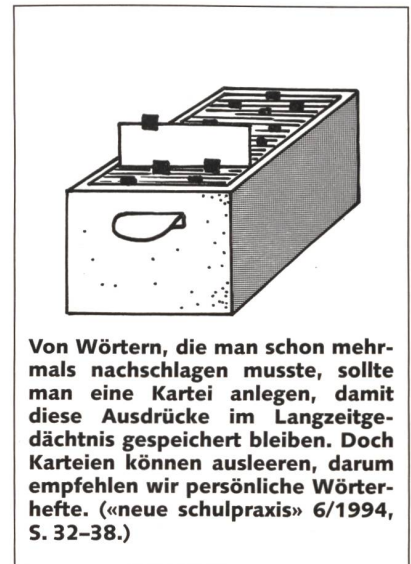 Von Wörtern, die man schon mehr-
mals nachschlagen musste, sollte
man eine Kartei anlegen, damit
diese Ausdrücke im Langzeitge-
dächtnis gespeichert bleiben. Doch
Karteien können ausleeren, darum
empfehlen wir persönliche Wörter-
hefte. («neue schulpraxis» 6/1994,
S. 32–38.)